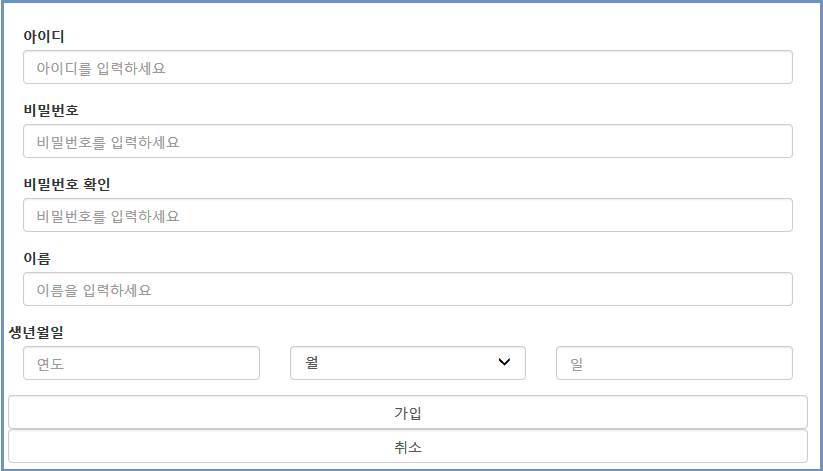 아이디
아이디를 입력하세요
비밀번호
비밀번호를 입력하세요
비밀번호 확인
비밀번호를 입력하세요
이름
이름을 입력하세요
생년월일
연도 월 일
가입
취소